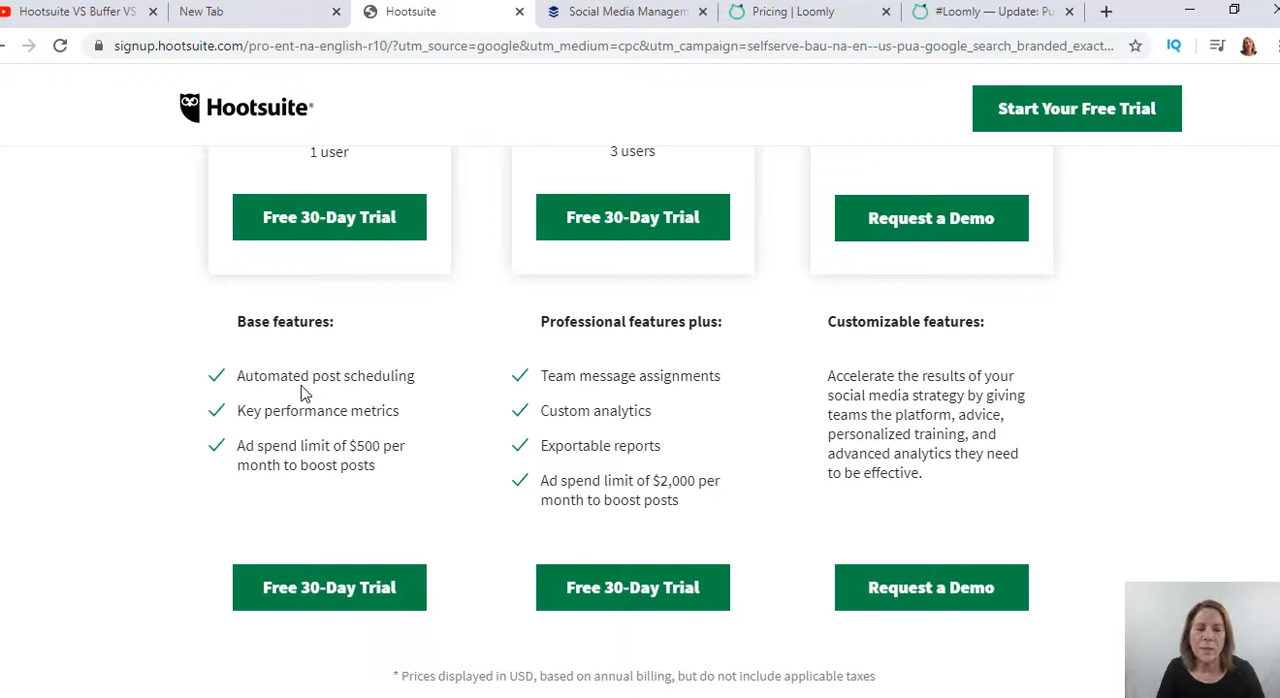 Hootsuite VS Buffer VS
New Tab
Hootsuite
Social Media Managem
Pricing | Loomly
#Loomly — Update: Pu
signup.hootsuite.com/pro-ent-na-english-r10/?utm_source=google&utm_medium=cpc&utm_campaign=selfserve-bau-na-en--us-pua-google_search_branded_exact...
IQ
Hootsuite®
Start Your Free Trial
1 user
3 users
Free 30-Day Trial
Free 30-Day Trial
Request a Demo
Base features:
Automated post scheduling
Key performance metrics
Ad spend limit of $500 per
month to boost posts
Professional features plus:
Team message assignments
Custom analytics
Exportable reports
Ad spend limit of $2,000 per
month to boost posts
Customizable features:
Accelerate the results of your
social media strategy by giving
teams the platform, advice,
personalized training, and
advanced analytics they need
to be effective.
Free 30-Day Trial
Free 30-Day Trial
Request a Demo
* Prices displayed in USD, based on annual billing, but do not include applicable taxes